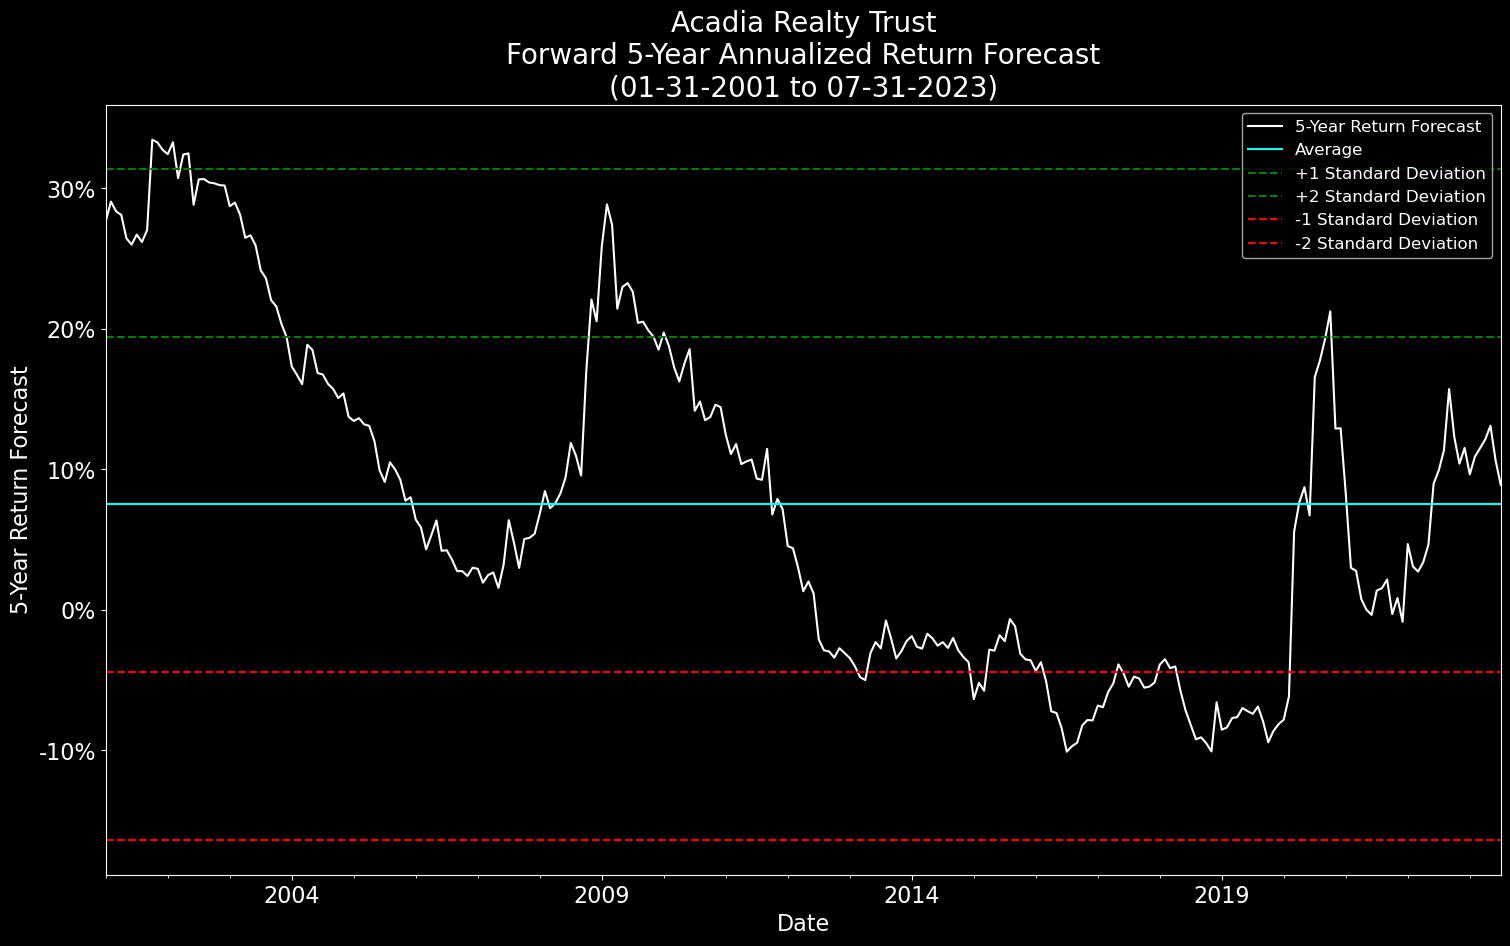 Acadia Realty Trust
Forward 5-Year Annualized Return Forecast
(01-31-2001 to 07-31-2023)
5-Year Return Forecast
Average
+1 Standard Deviation
+2 Standard Deviation
-1 Standard Deviation
-2 Standard Deviation
30%
20%
10%
0%
-10%
5-Year Return Forecast
2004
2009
2014
2019
Date